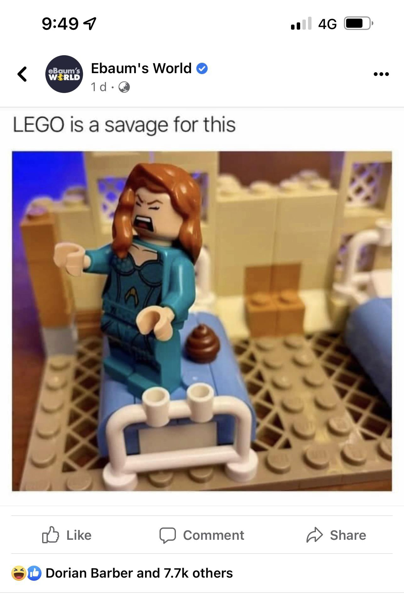 9:49
4G
eBaum's
WORLD
Ebaum's World
1 d ·
LEGO is a savage for this
Like
Comment
Share
Dorian Barber and 7.7k others